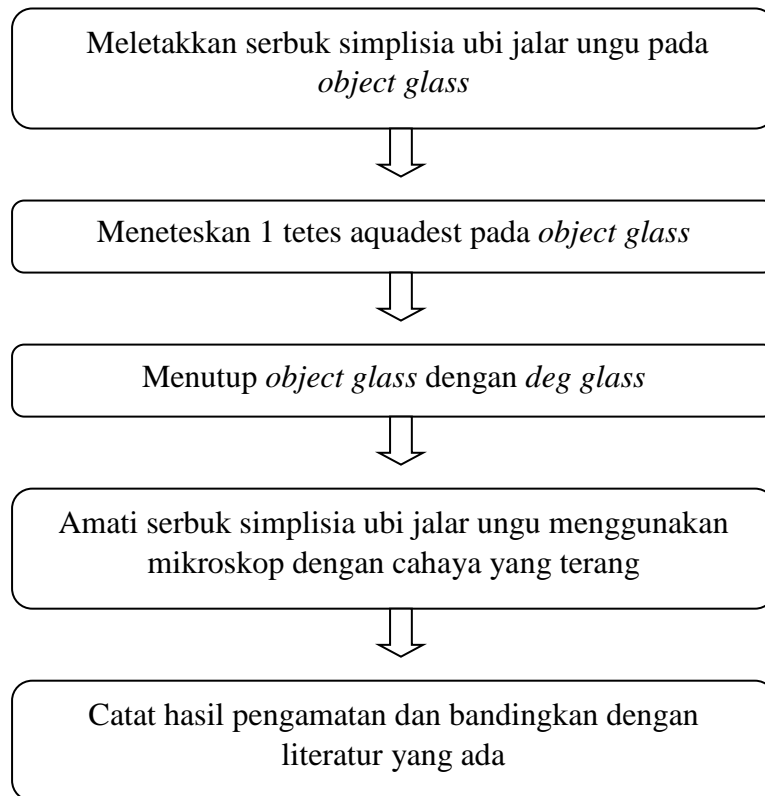 Meletakkan serbuk simplisia ubi jalar ungu pada
object glass
Meneteskan 1 tetes aquadest pada object glass
Menutup object glass dengan deg glass
Amati serbuk simplisia ubi jalar ungu menggunakan
mikroskop dengan cahaya yang terang
Catat hasil pengamatan dan bandingkan dengan
literatur yang ada